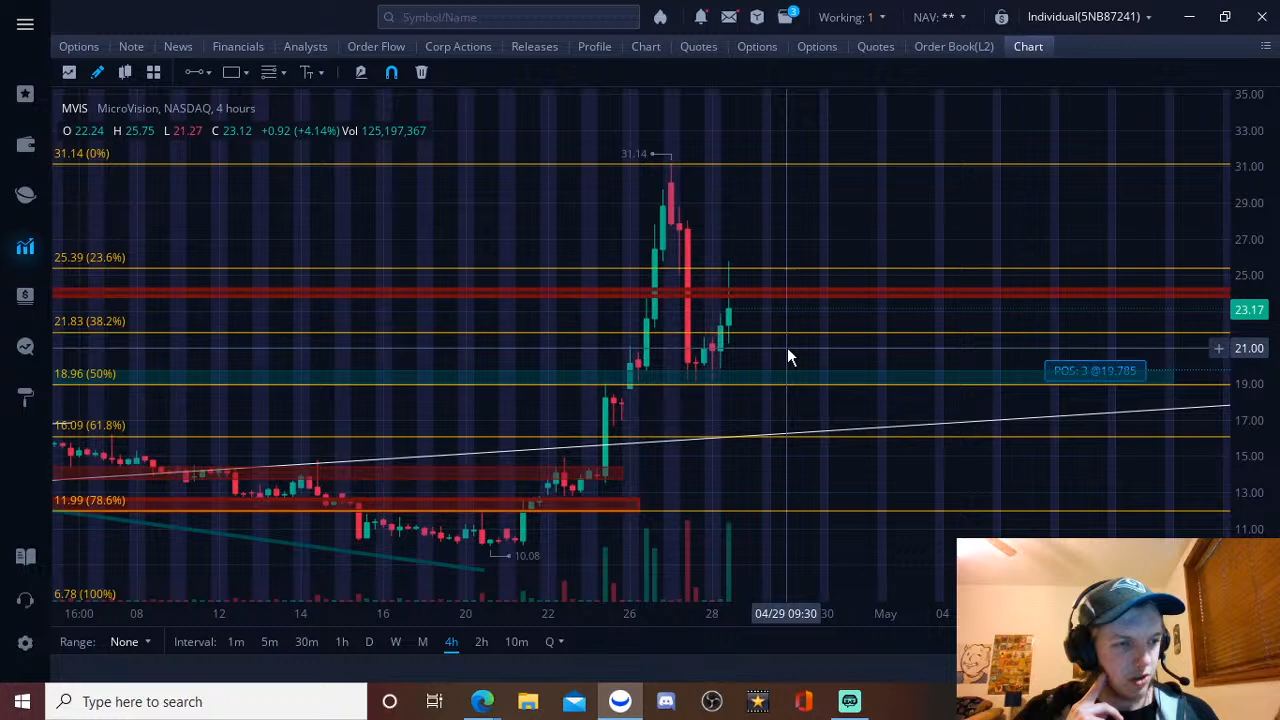 Symbol/Name
3
Working: 1
NAV: **
Individual(5NB87241)
Options Note News Financials Analysts Order Flow Corp Actions Releases Profile Chart Quotes Options Options Quotes Order Book(L2) Chart
MVIS MicroVision, NASDAQ, 4 hours
O 22.24 H 25.75 L 21.27 C 23.12 +0.92 (+4.14%) Vol 125,197,367
35.00
33.00
31.14 (0%)
31.14
31.00
29.00
27.00
25.39 (23.6%)
25.00
23.17
21.83 (38.2%)
21.00
18.96 (50%)
POS: 3 @19.785
19.00
17.00
16.09 (61.8%)
15.00
13.00
11.99 (78.6%)
11.00
10.08
6.78 (100%)
16:00 08 12 14 16 20 22 26 28 04/29 09:30 30 May 04
Range: None Interval: 1m 5m 30m 1h D W M 4h 2h 10m Q
Type here to search